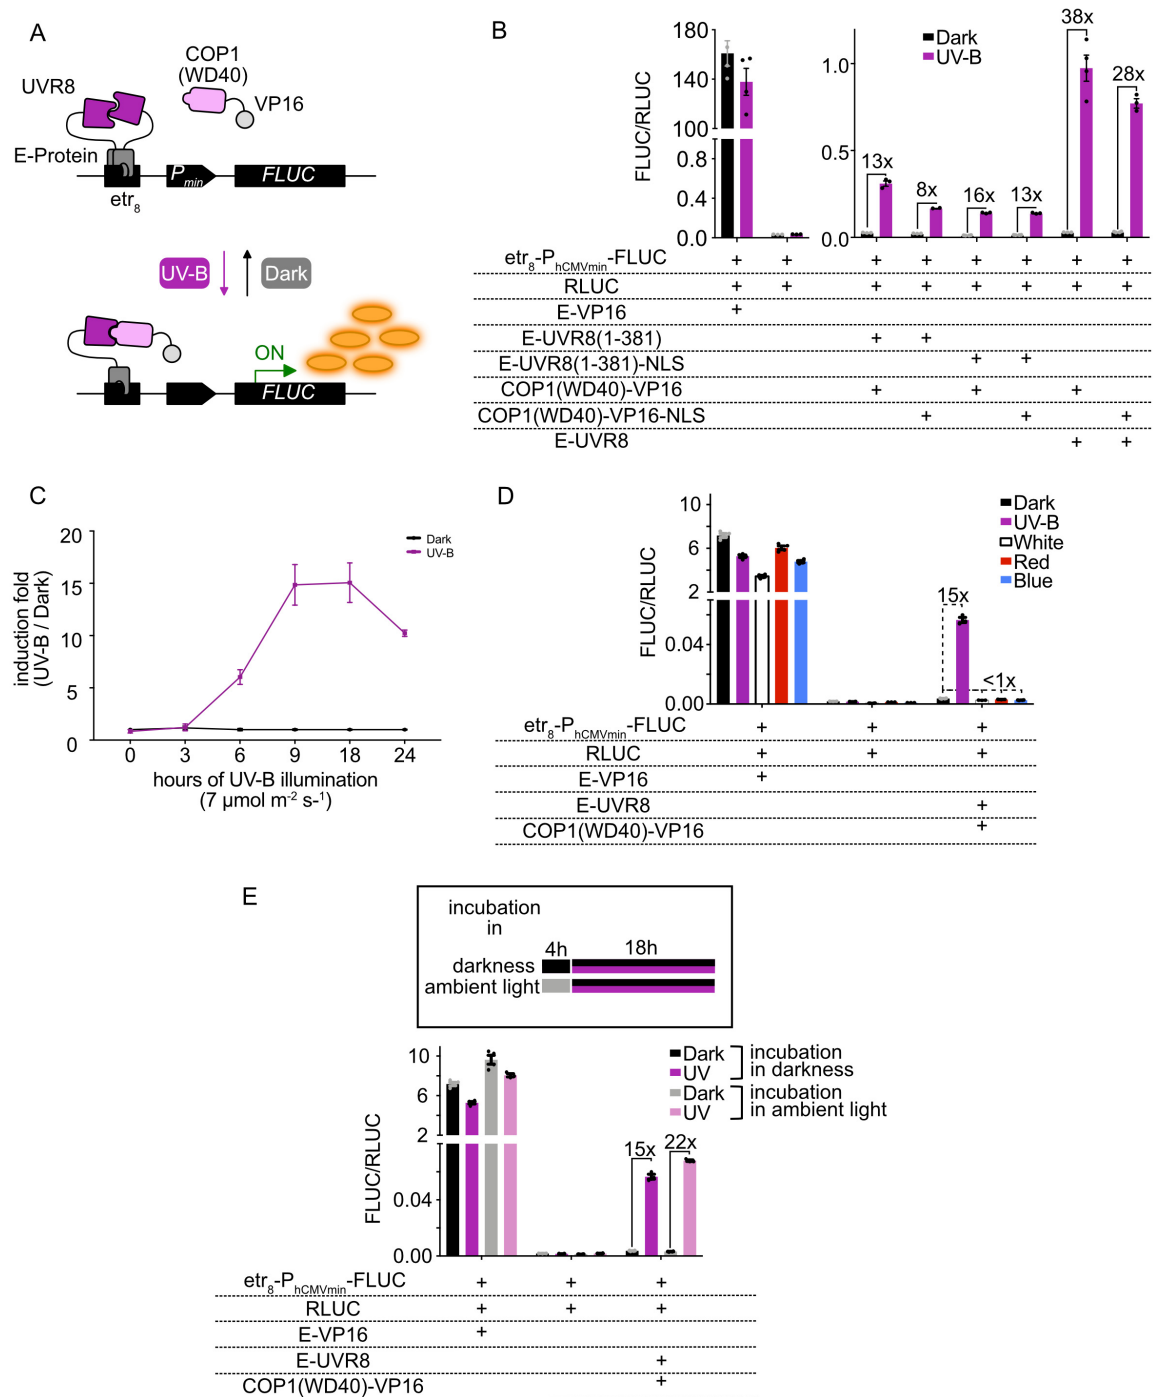 A
COP1
(WD40)
UVR8
VP16
E-Protein
etr8
Pmin
FLUC
UV-B
Dark
ON
FLUC
B
FLUC/RLUC
180
140
100
0.8
0.4
0.0
1.0
0.5
0.0
Dark
UV-B
13x
8x
16x
13x
38x
28x
etr8-PhCMVmin-FLUC + + + + + + + +
RLUC + + + + + + + +
E-VP16 +
E-UVR8(1-381) + +
E-UVR8(1-381)-NLS + +
COP1(WD40)-VP16 + + +
COP1(WD40)-VP16-NLS + + +
E-UVR8 + +
C
induction fold
(UV-B / Dark)
20
15
10
5
0
Dark
UV-B
0 3 6 9 18 24
hours of UV-B illumination
(7 µmol m-2 s-1)
D
FLUC/RLUC
10
6
2
0.04
0.00
Dark
UV-B
White
Red
Blue
15x
<1x
etr8-PhCMVmin-FLUC + + +
RLUC + + +
E-VP16 +
E-UVR8 +
COP1(WD40)-VP16 +
E
incubation
in
4h 18h
darkness
ambient light
FLUC/RLUC
10
6
2
0.04
0.00
Dark
UV
incubation
in darkness
Dark
UV
incubation
in ambient light
15x
22x
etr8-PhCMVmin-FLUC + + +
RLUC + + +
E-VP16 +
E-UVR8 +
COP1(WD40)-VP16 +